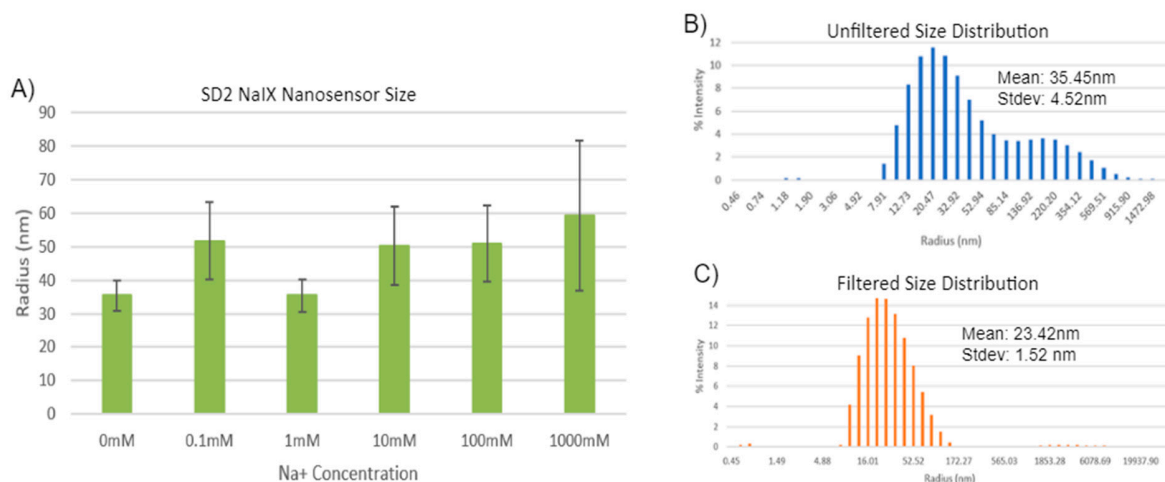 A)
SD2 NaIX Nanosensor Size
90
80
70
60
50
40
30
20
10
0
Radius (nm)
0mM 0.1mM 1mM 10mM 100mM 1000mM
Na+ Concentration
B)
Unfiltered Size Distribution
Mean: 35.45nm
Stdev: 4.52nm
12
10
8
6
4
2
0
% Intensity
0.46 0.74 1.18 1.90 3.06 4.92 7.91 12.73 20.47 32.92 52.94 85.14 136.92 220.20 354.12 569.51 915.90 1472.98
Radius (nm)
C)
Filtered Size Distribution
Mean: 23.42nm
Stdev: 1.52 nm
14
12
10
8
6
4
2
0
% Intensity
0.45 1.49 4.88 16.01 52.52 172.27 565.03 1853.28 6078.69 19937.90
Radius (nm)